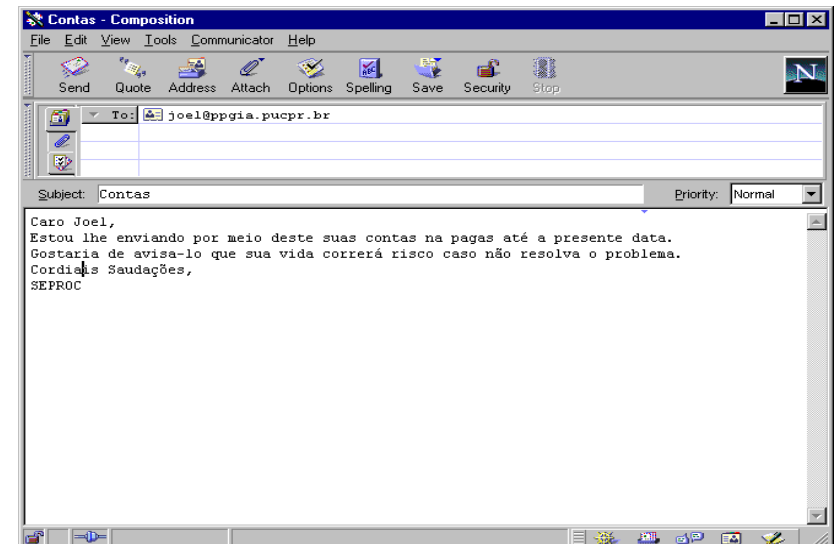 Contas - Composition
File Edit View Tools Communicator Help
Send Quote Address Attach Options Spelling Save Security Stop
N
To: joel@ppgia.pucpr.br
Subject: Contas Priority: Normal
Caro Joel,
Estou lhe enviando por meio deste suas contas na pagas até a presente data.
Gostaria de avisa-lo que sua vida correrá risco caso não resolva o problema.
Cordiais Saudações,
SEPROC